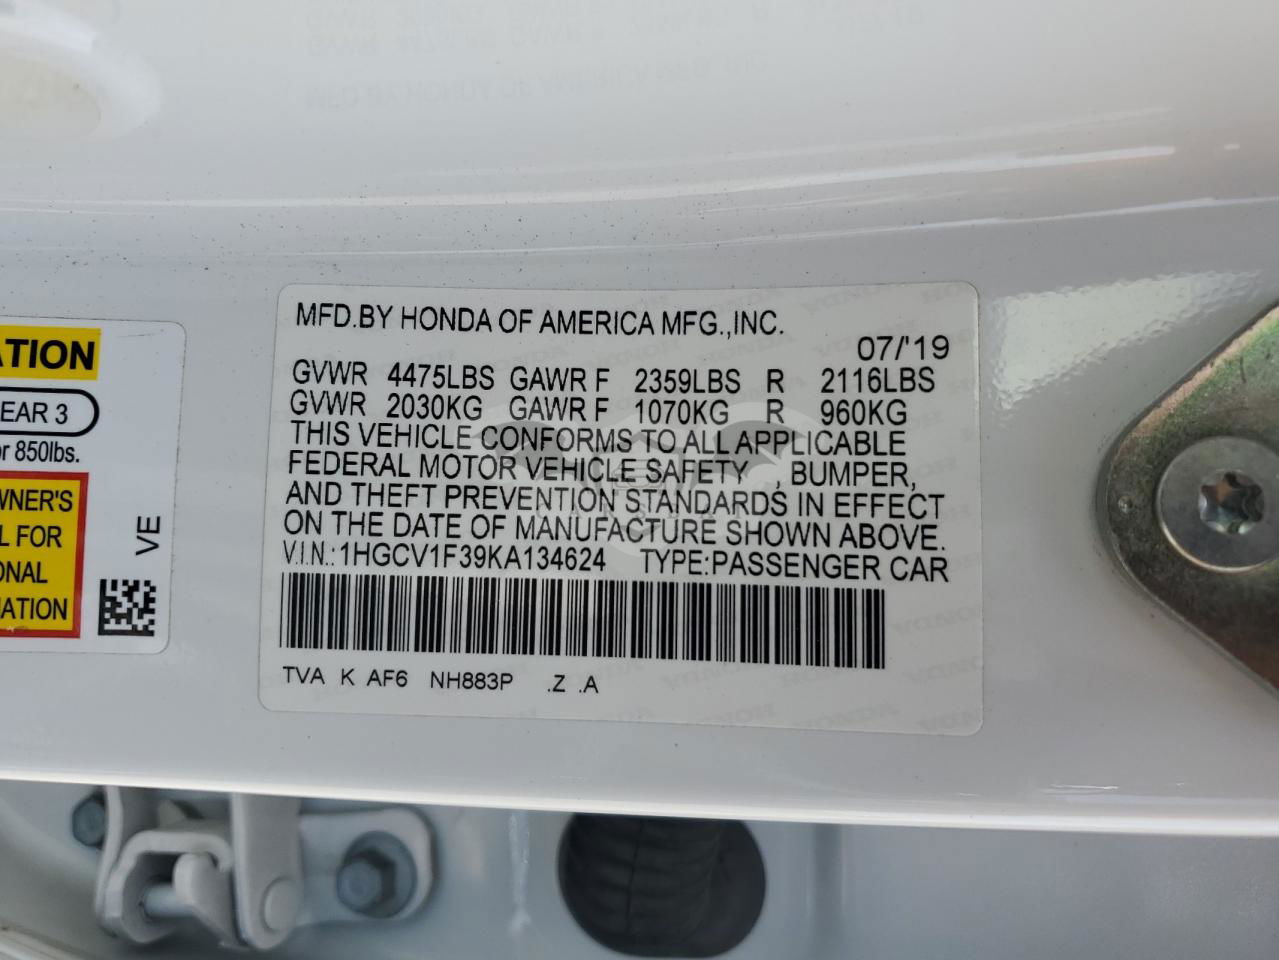 MFD.BY HONDA OF AMERICA MFG.,INC.
07/'19
GVWR 4475LBS GAWR F 2359LBS R 2116LBS
GVWR 2030KG GAWR F 1070KG R 960KG
THIS VEHICLE CONFORMS TO ALL APPLICABLE
FEDERAL MOTOR VEHICLE SAFETY , BUMPER,
AND THEFT PREVENTION STANDARDS IN EFFECT
ON THE DATE OF MANUFACTURE SHOWN ABOVE.
V.I.N.:1HGCV1F39KA134624 TYPE:PASSENGER CAR
TVA K AF6 NH883P .Z .A
ATION
EAR 3
or 850lbs.
WNER'S
L FOR
ONAL
MATION
VE